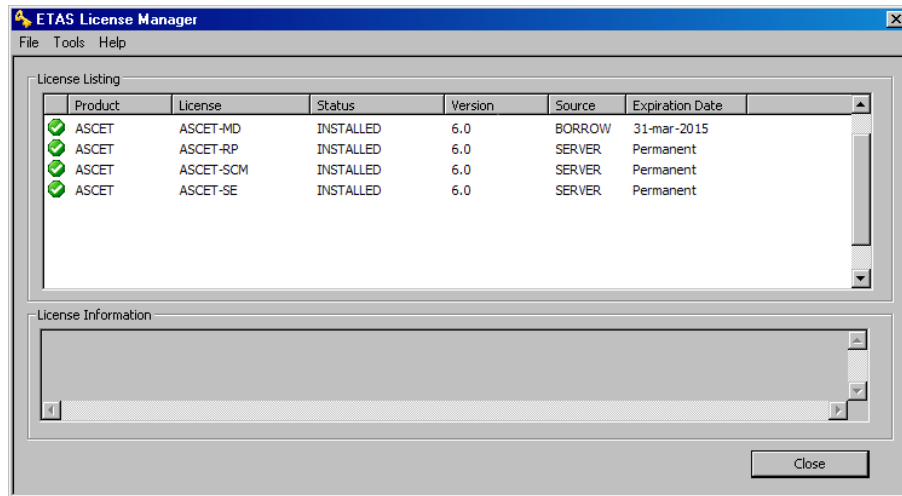 ETAS License Manager
File Tools Help
License Listing
Product License Status Version Source Expiration Date
ASCET ASCET-MD INSTALLED 6.0 BORROW 31-mar-2015
ASCET ASCET-RP INSTALLED 6.0 SERVER Permanent
ASCET ASCET-SCM INSTALLED 6.0 SERVER Permanent
ASCET ASCET-SE INSTALLED 6.0 SERVER Permanent
License Information
Close